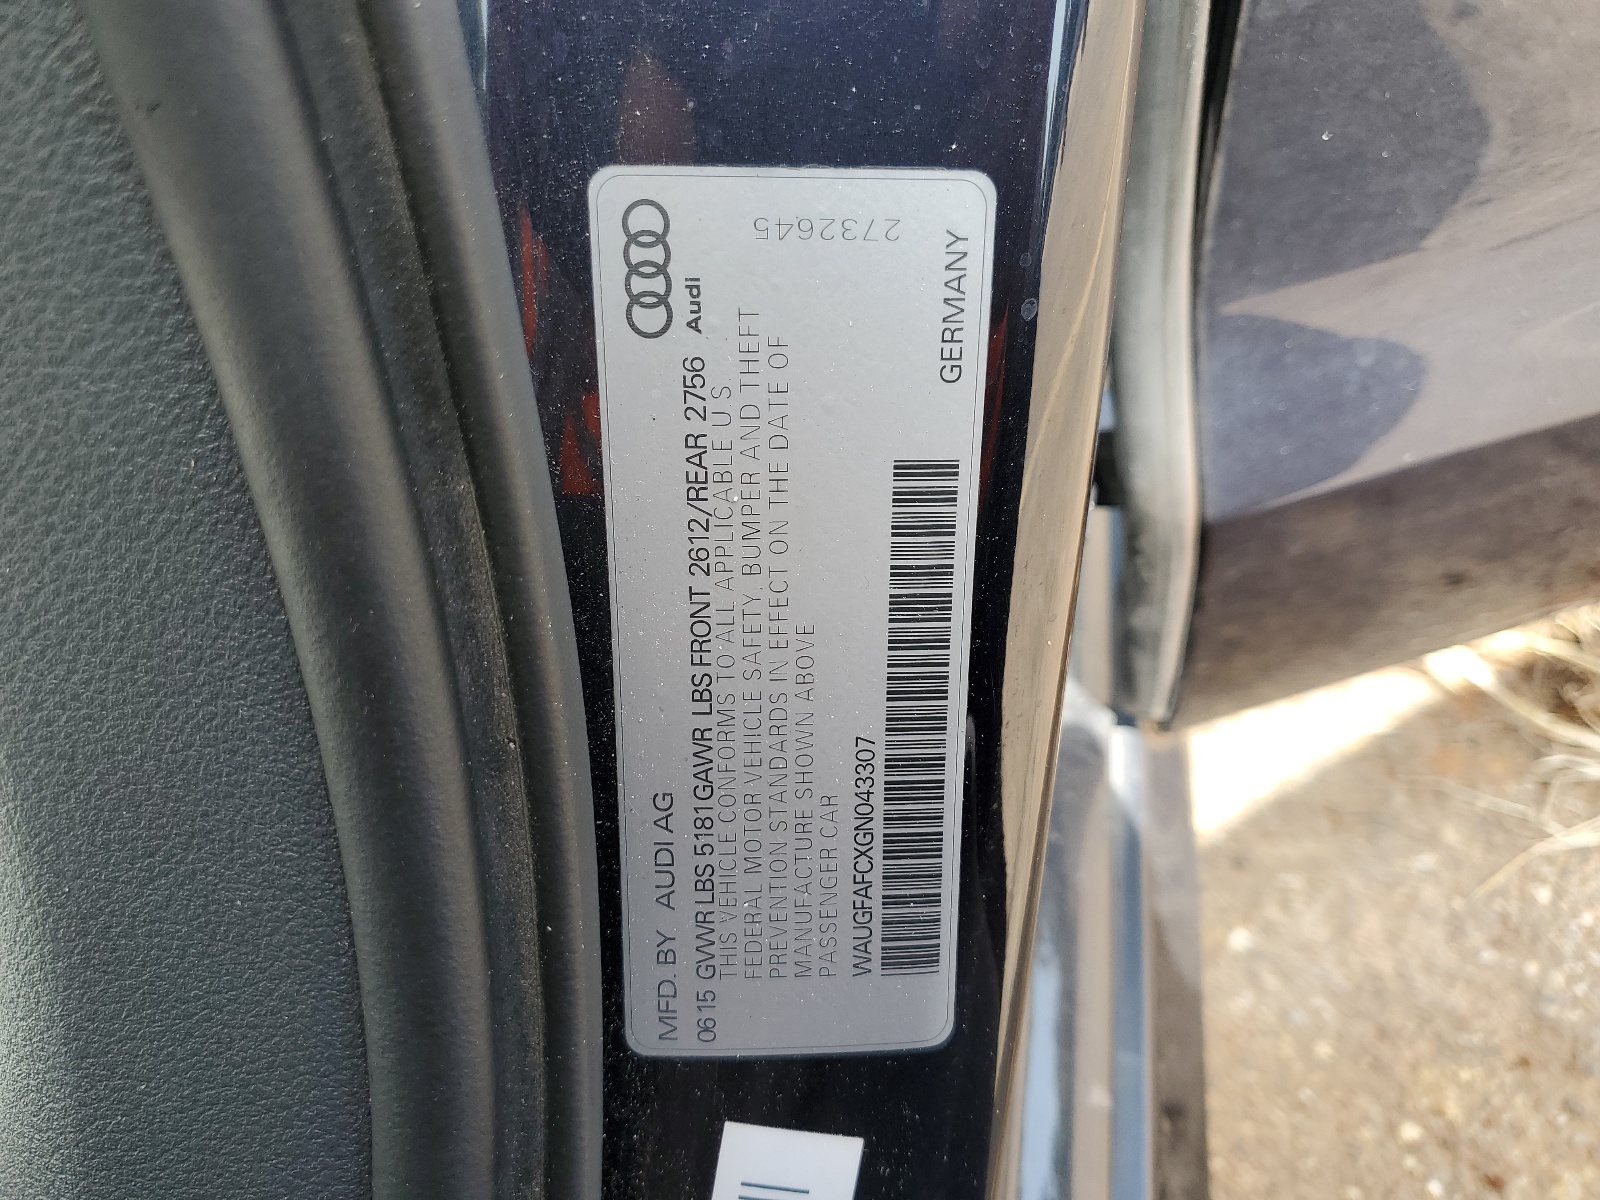 MFD. BY AUDI AG
Audi
0615 GVWR LBS 5181 GAWR LBS FRONT 2612/REAR 2756
THIS VEHICLE CONFORMS TO ALL APPLICABLE U S.
FEDERAL MOTOR VEHICLE SAFETY, BUMPER AND THEFT
PREVENTION STANDARDS IN EFFECT ON THE DATE OF
MANUFACTURE SHOWN ABOVE
PASSENGER CAR
2732645
WAUGFAFCXGN043307
GERMANY